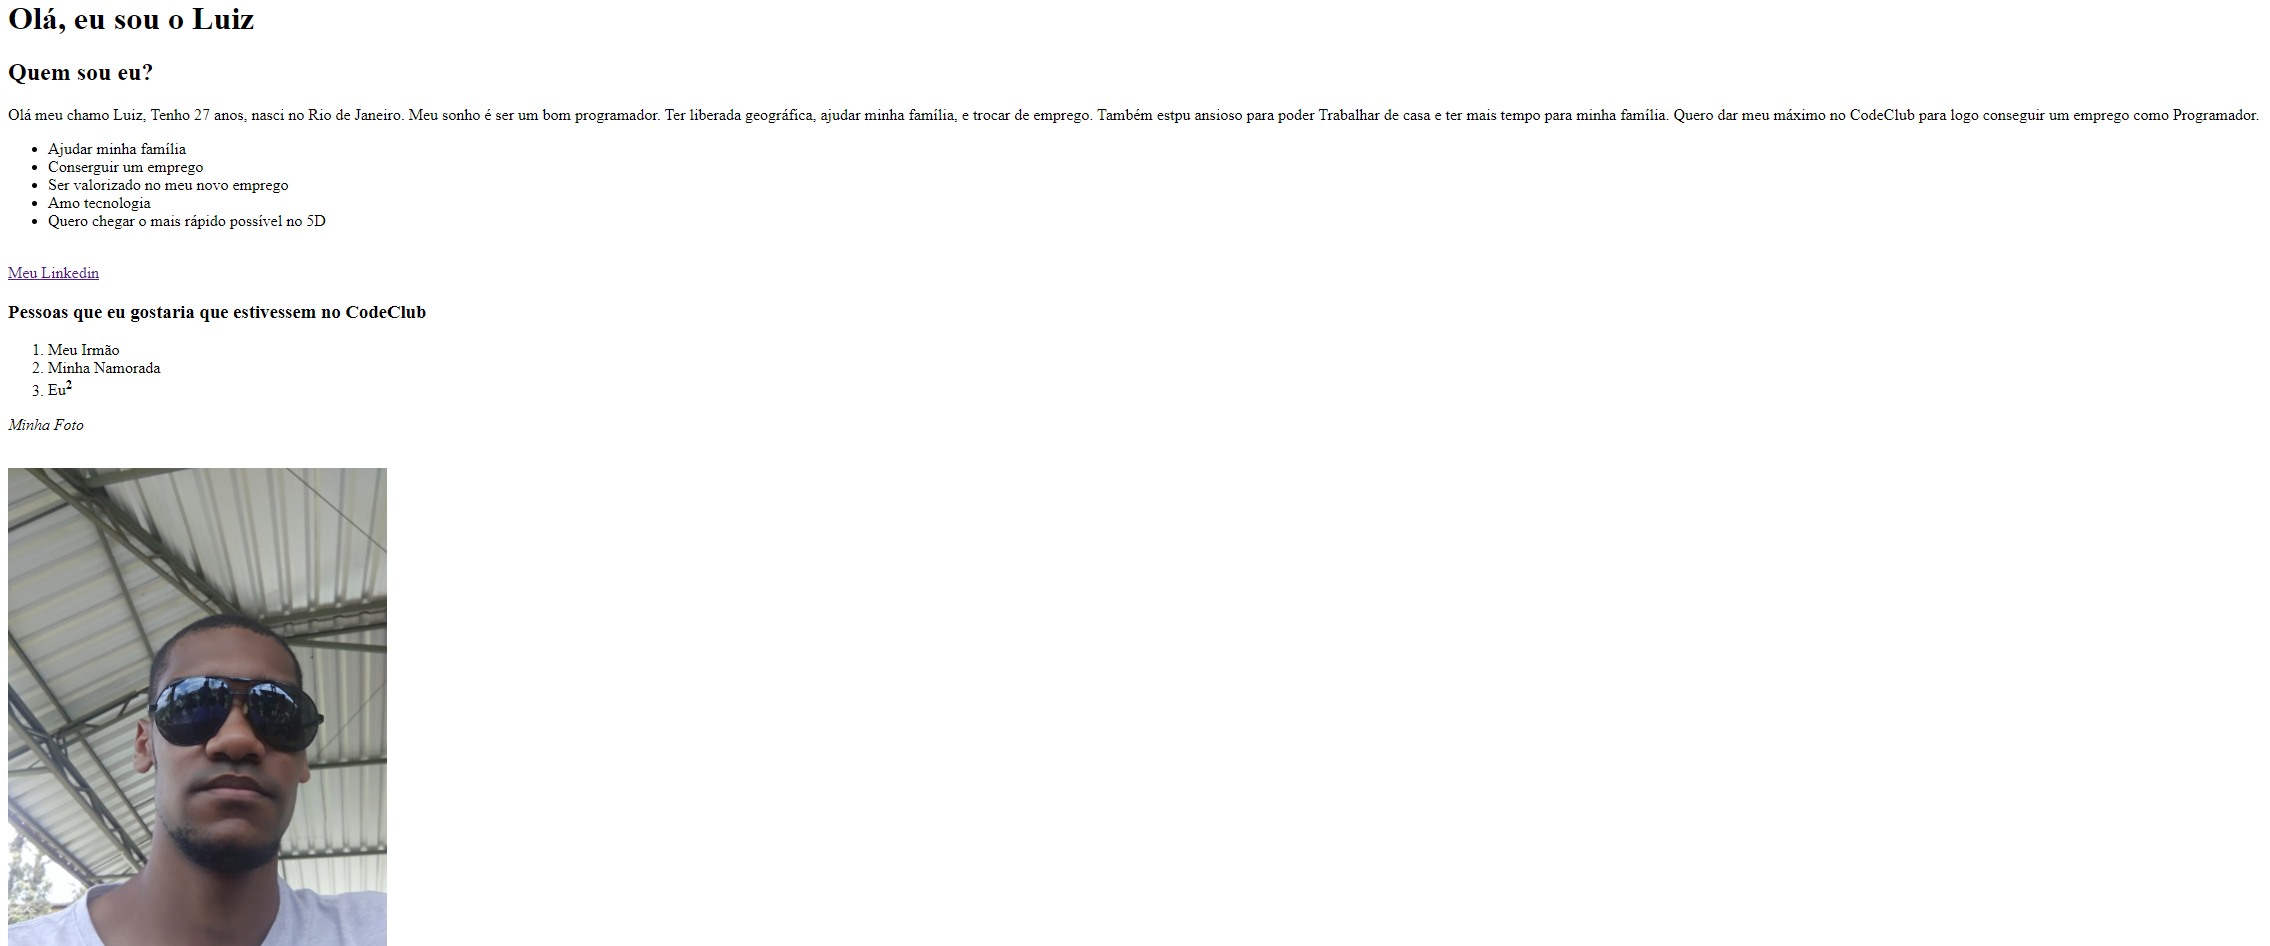 Olá, eu sou o Luiz
Quem sou eu?
Olá meu chamo Luiz, Tenho 27 anos, nasci no Rio de Janeiro. Meu sonho é ser um bom programador. Ter liberada geográfica, ajudar minha família, e trocar de emprego. Também estpu ansioso para poder Trabalhar de casa e ter mais tempo para minha família. Quero dar meu máximo no CodeClub para logo conseguir um emprego como Programador.
• Ajudar minha família
• Conserguir um emprego
• Ser valorizado no meu novo emprego
• Amo tecnologia
• Quero chegar o mais rápido possível no 5D
Meu Linkedin
Pessoas que eu gostaria que estivessem no CodeClub
1. Meu Irmão
2. Minha Namorada
3. Eu²
Minha Foto